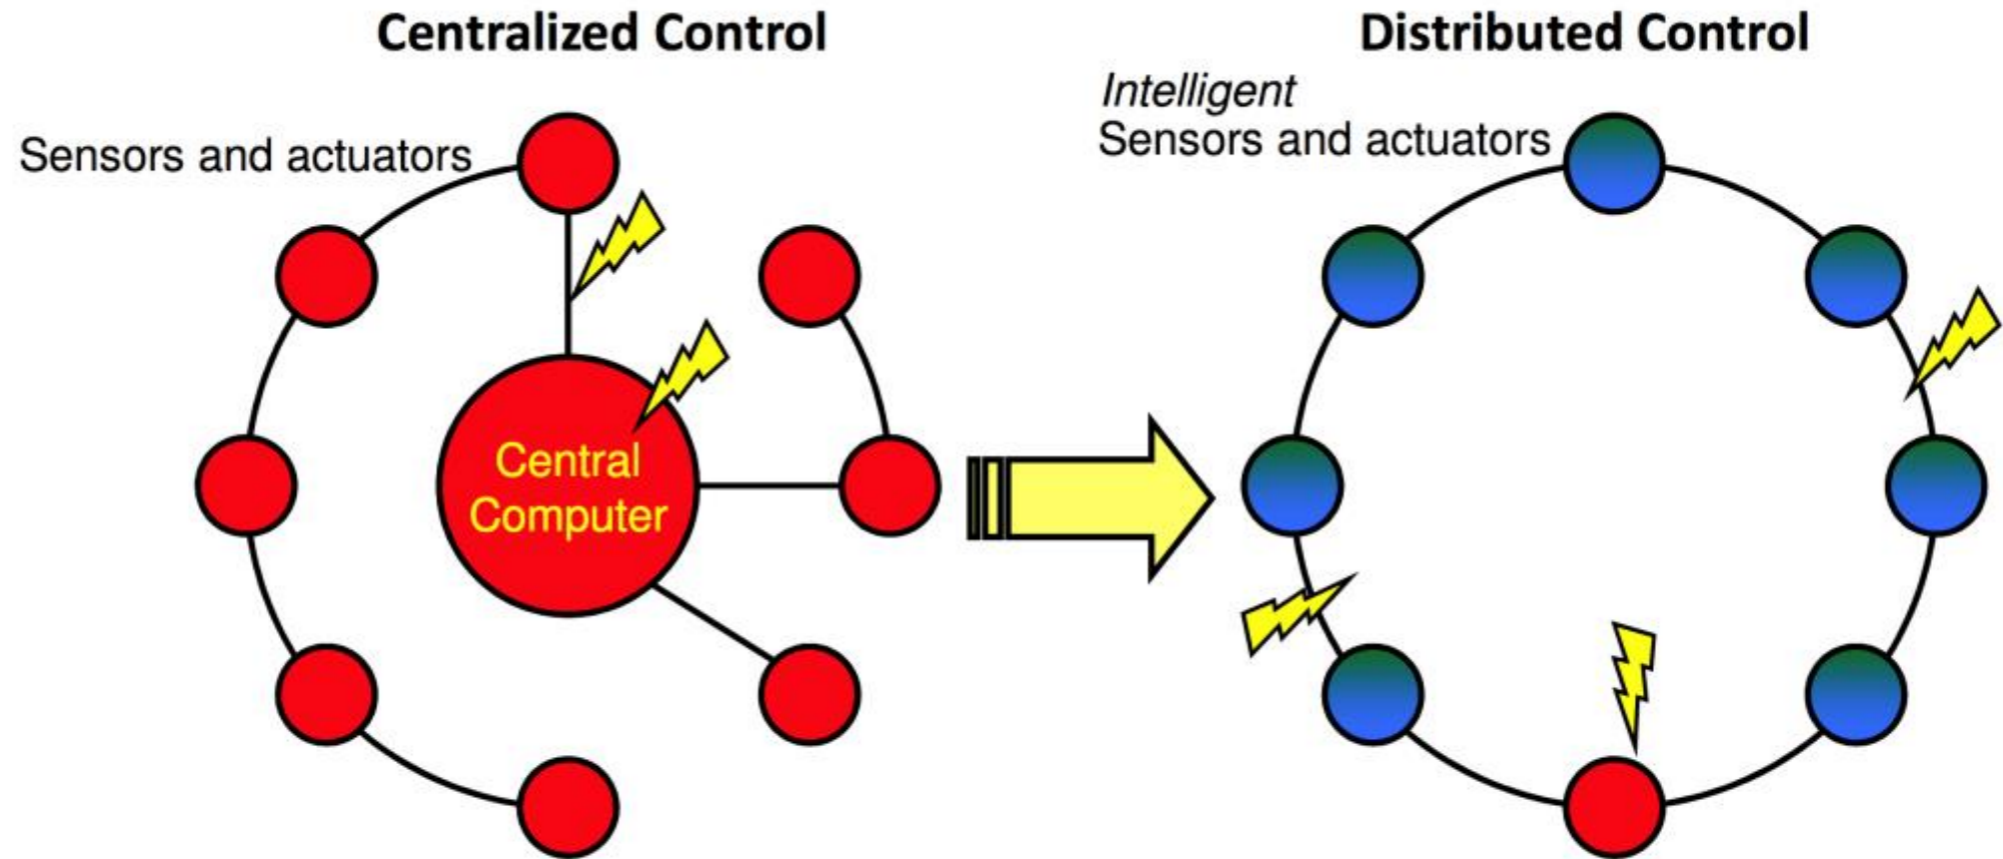 Centralized Control
Sensors and actuators
Central
Computer
Distributed Control
Intelligent
Sensors and actuators